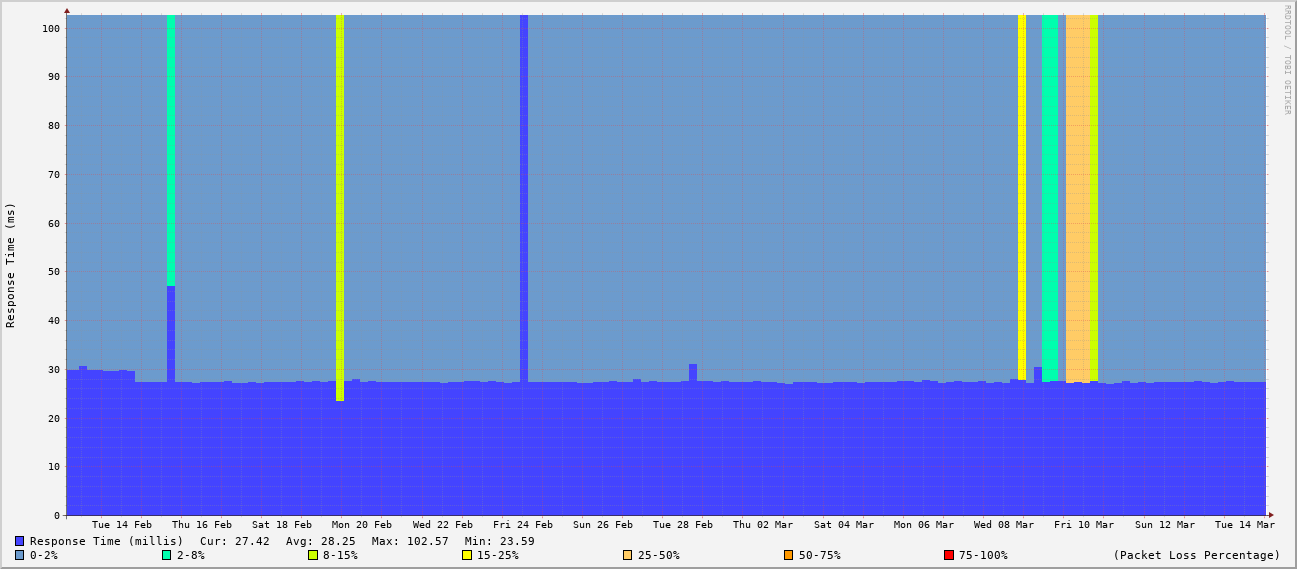 RRDTOOL / TOBI OETIKER
Response Time (ms)
100
90
80
70
60
50
40
30
20
10
0
Tue 14 Feb Thu 16 Feb Sat 18 Feb Mon 20 Feb Wed 22 Feb Fri 24 Feb Sun 26 Feb Tue 28 Feb Thu 02 Mar Sat 04 Mar Mon 06 Mar Wed 08 Mar Fri 10 Mar Sun 12 Mar Tue 14 Mar
Response Time (millis) Cur: 27.42 Avg: 28.25 Max: 102.57 Min: 23.59
0-2% 2-8% 8-15% 15-25% 25-50% 50-75% 75-100% (Packet Loss Percentage)